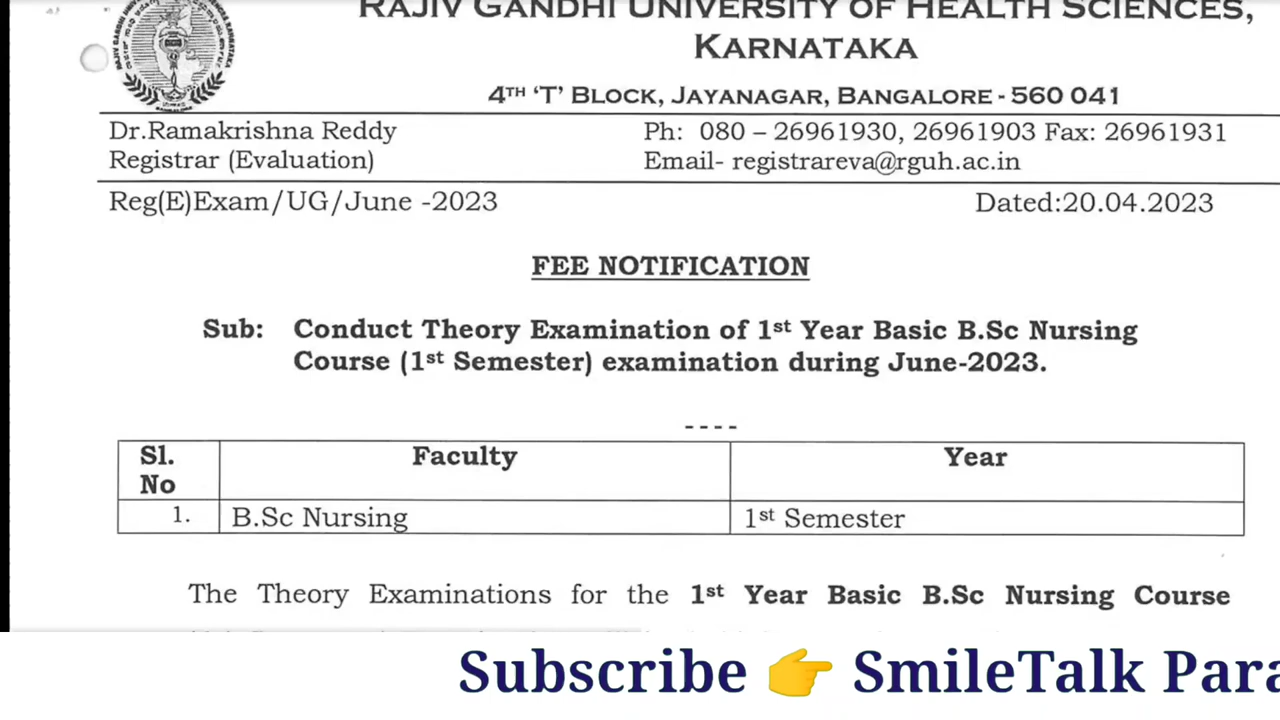 RAJIV GANDHI UNIVERSITY OF HEALTH SCIENCES,
KARNATAKA
4TH ‘T’ BLOCK, JAYANAGAR, BANGALORE - 560 041
Dr.Ramakrishna Reddy
Registrar (Evaluation)
Ph: 080 – 26961930, 26961903 Fax: 26961931
Email- registrareva@rguh.ac.in
Reg(E)Exam/UG/June -2023
Dated:20.04.2023
FEE NOTIFICATION
Sub: Conduct Theory Examination of 1st Year Basic B.Sc Nursing
Course (1st Semester) examination during June-2023.
----
Sl. No
Faculty
Year
1.
B.Sc Nursing
1st Semester
The Theory Examinations for the 1st Year Basic B.Sc Nursing Course
Subscribe 👉 SmileTalk Para